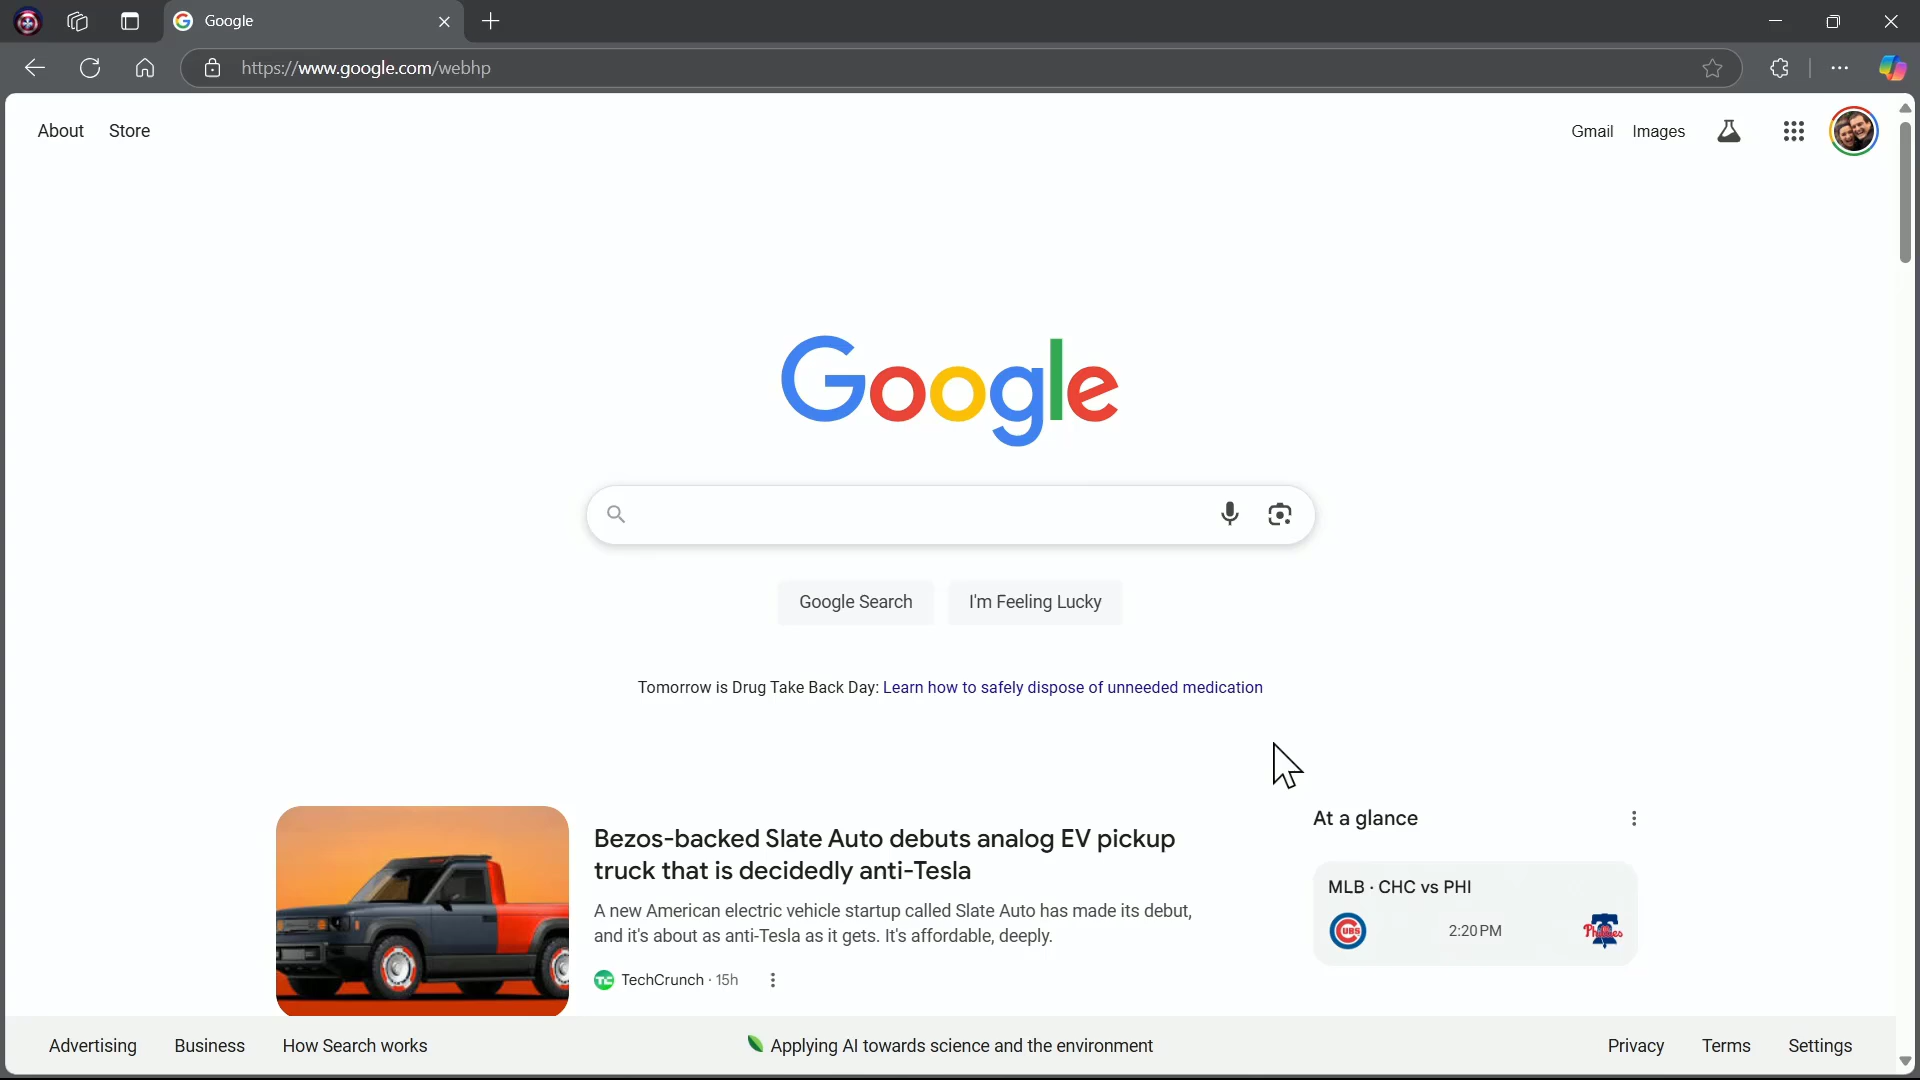 Google
https://www.google.com/webhp
About Store
Gmail Images
Google
Google Search I'm Feeling Lucky
Tomorrow is Drug Take Back Day: Learn how to safely dispose of unneeded medication
Bezos-backed Slate Auto debuts analog EV pickup
truck that is decidedly anti-Tesla
A new American electric vehicle startup called Slate Auto has made its debut,
and it's about as anti-Tesla as it gets. It's affordable, deeply.
TC TechCrunch · 15h
At a glance
MLB · CHC vs PHI
CUBS 2:20 PM Phillies
Advertising Business How Search works
Applying AI towards science and the environment
Privacy Terms Settings